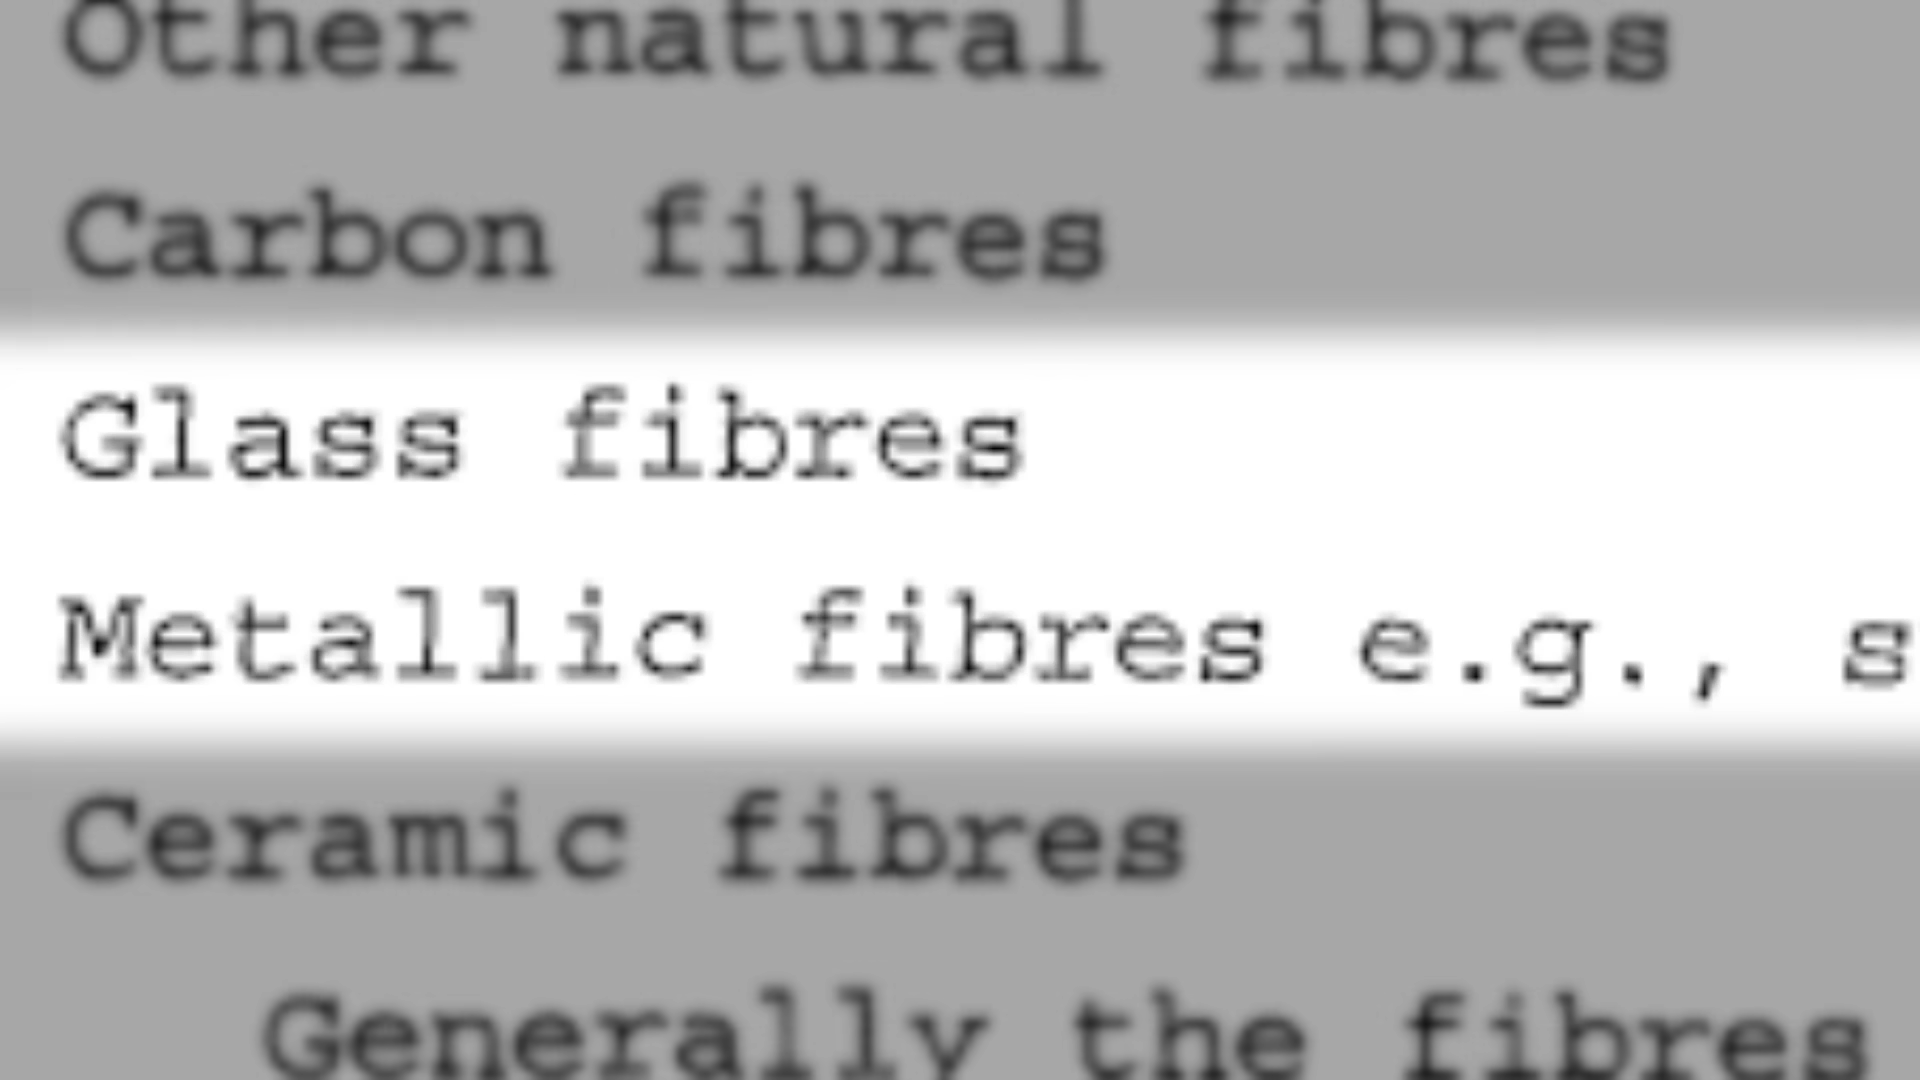 Other natural fibres
Carbon fibres
Glass fibres
Metallic fibres e.g., s
Ceramic fibres
Generally the fibres